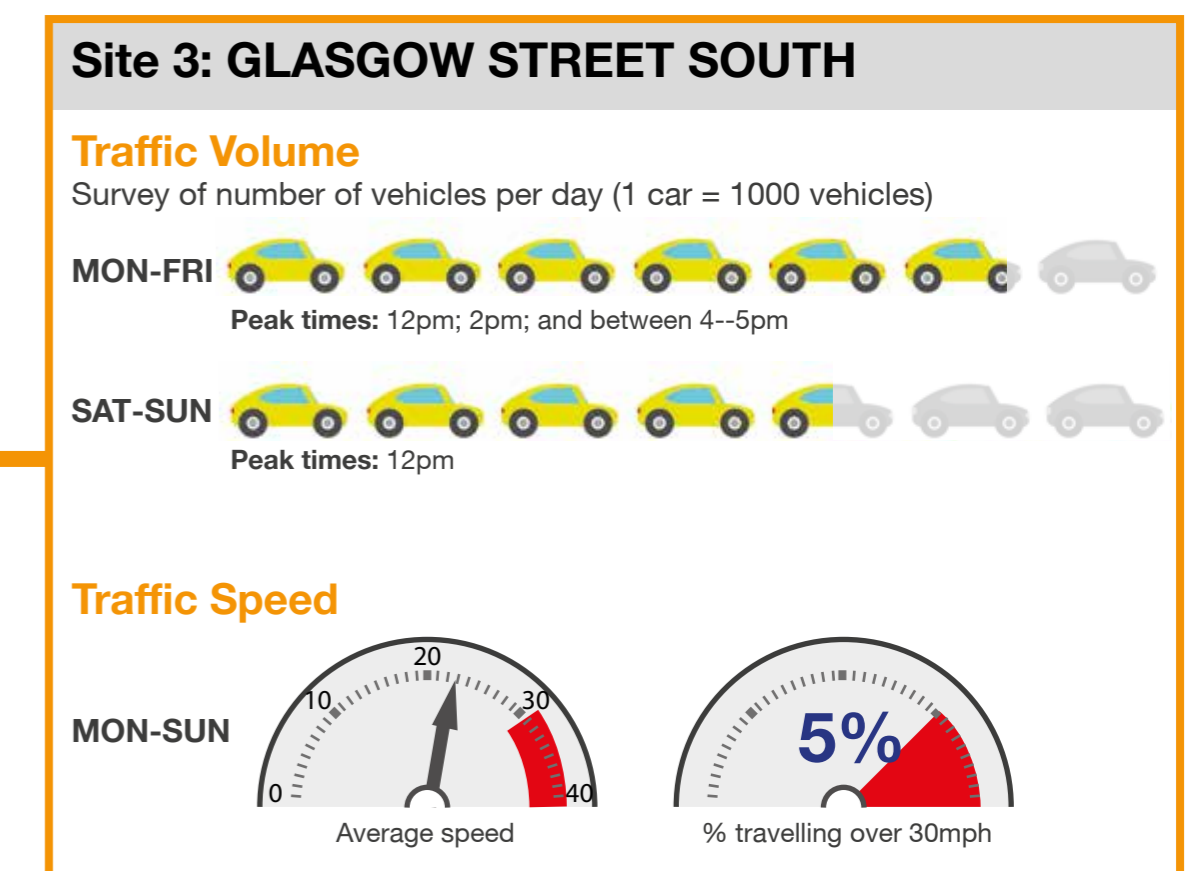 Site 3: GLASGOW STREET SOUTH
Traffic Volume
Survey of number of vehicles per day (1 car = 1000 vehicles)
MON-FRI
Peak times: 12pm; 2pm; and between 4--5pm
SAT-SUN
Peak times: 12pm
Traffic Speed
MON-SUN
0
10
20
30
40
Average speed
5%
% travelling over 30mph